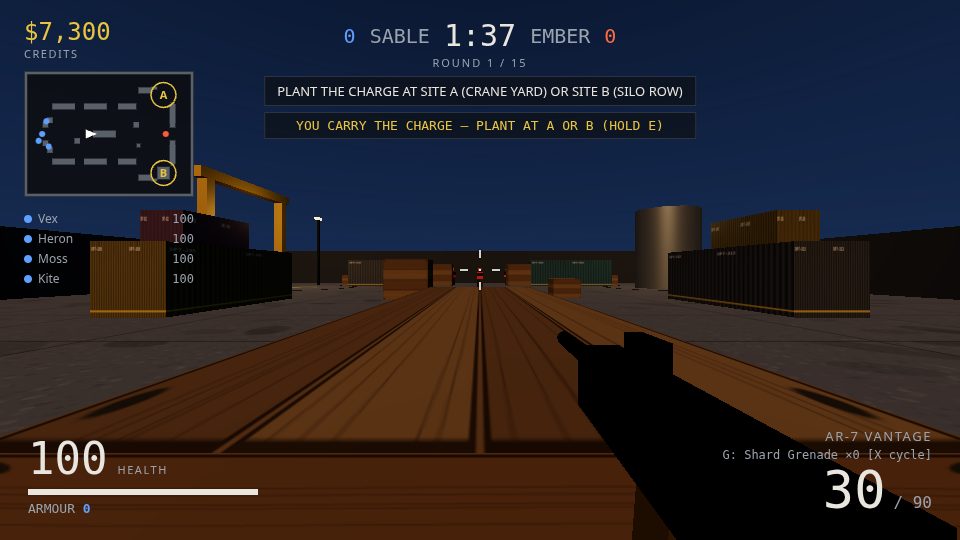 $7,300
CREDITS
0 SABLE 1:37 EMBER 0
ROUND 1 / 15
PLANT THE CHARGE AT SITE A (CRANE YARD) OR SITE B (SILO ROW)
YOU CARRY THE CHARGE — PLANT AT A OR B (HOLD E)
A
B
Vex 100
Heron 100
Moss 100
Kite 100
100 HEALTH
ARMOUR 0
AR-7 VANTAGE
G: Shard Grenade ×0 [X cycle]
30 / 90